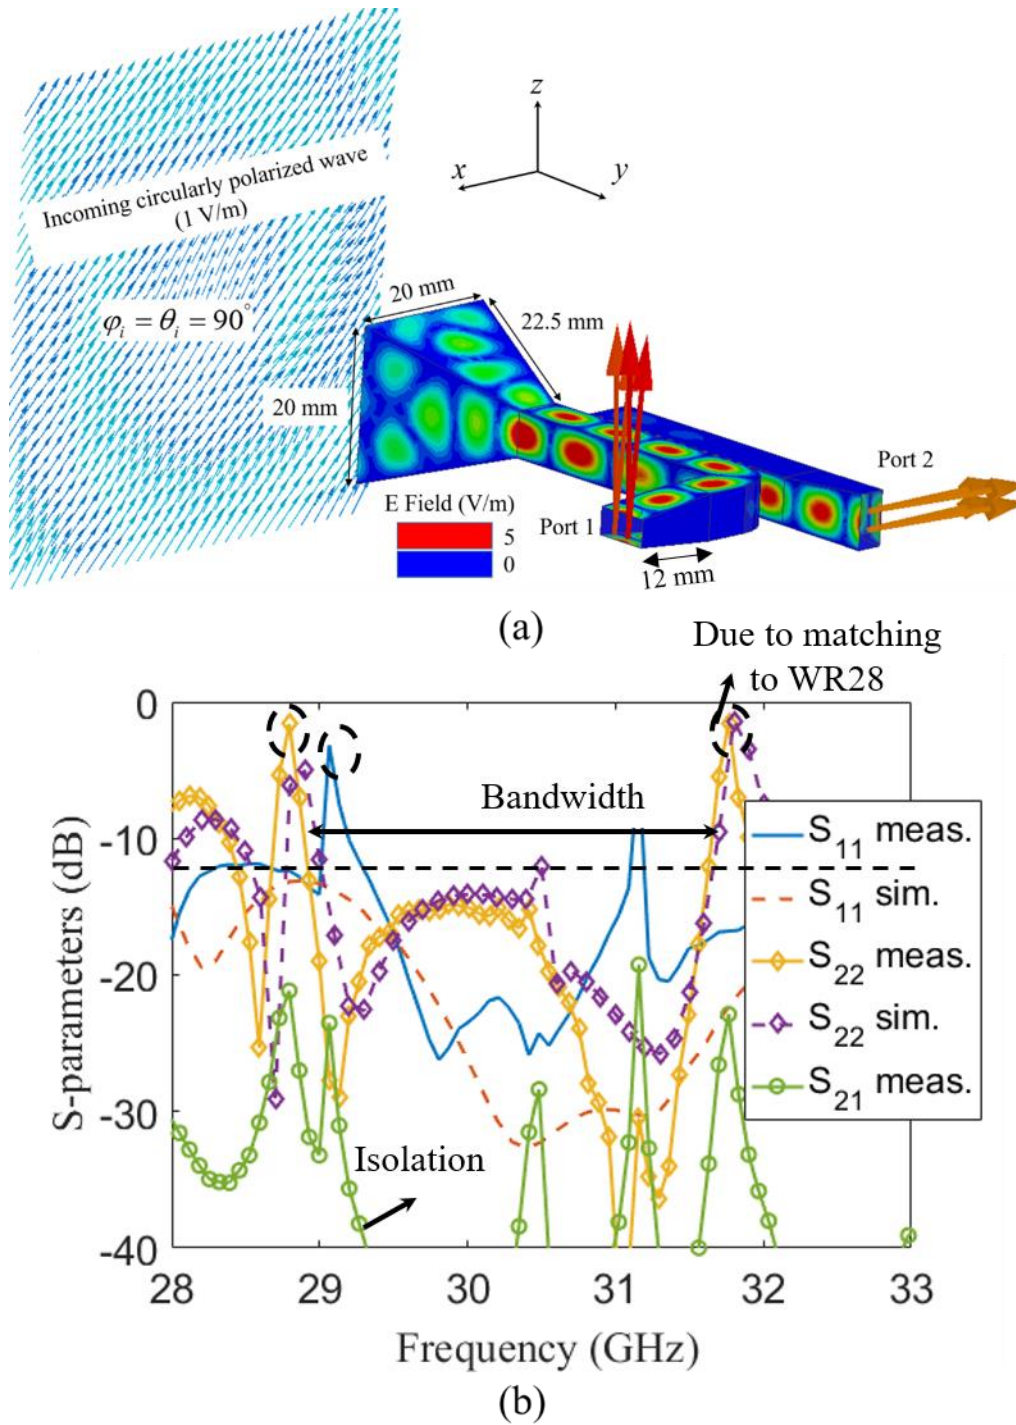 z
x
y
Incoming circularly polarized wave
(1 V/m)
φi = θi = 90°
20 mm
22.5 mm
20 mm
E Field (V/m)
5
0
Port 1
Port 2
12 mm
(a)
Due to matching
to WR28
Bandwidth
Isolation
S11 meas.
S11 sim.
S22 meas.
S22 sim.
S21 meas.
S-parameters (dB)
0
-10
-20
-30
-40
28 29 30 31 32 33
Frequency (GHz)
(b)